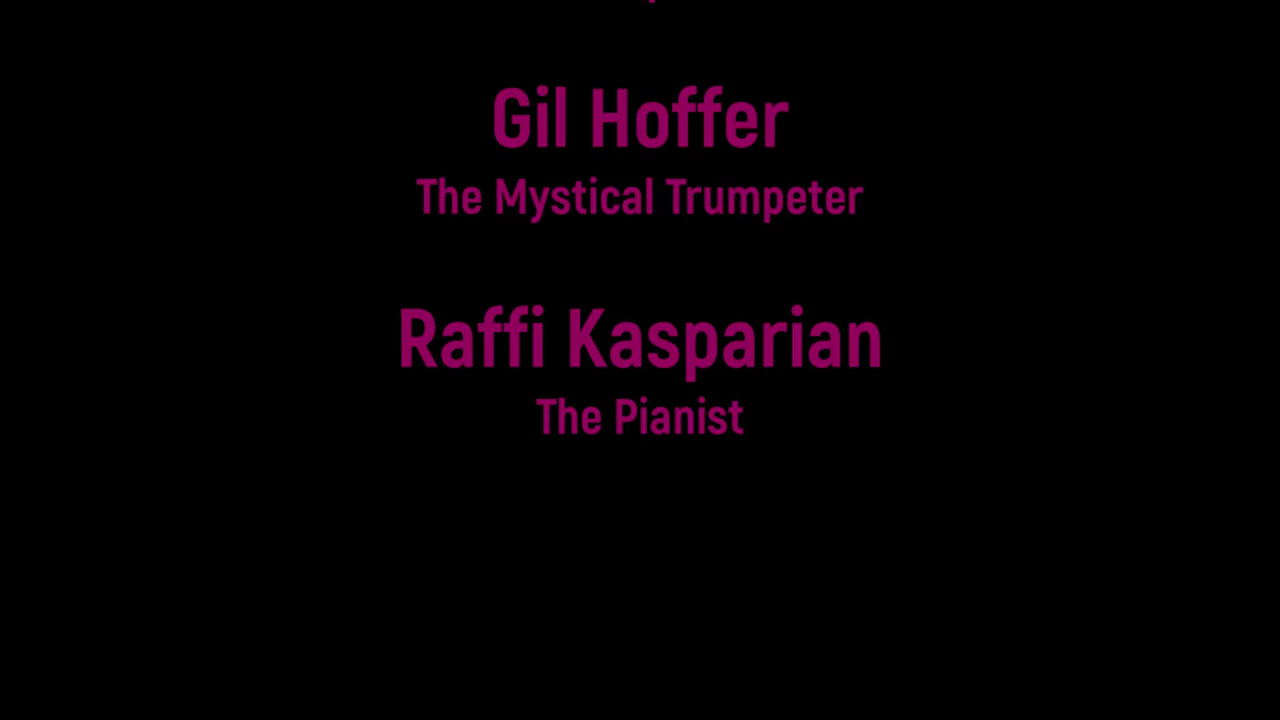 Gil Hoffer
The Mystical Trumpeter
Raffi Kasparian
The Pianist